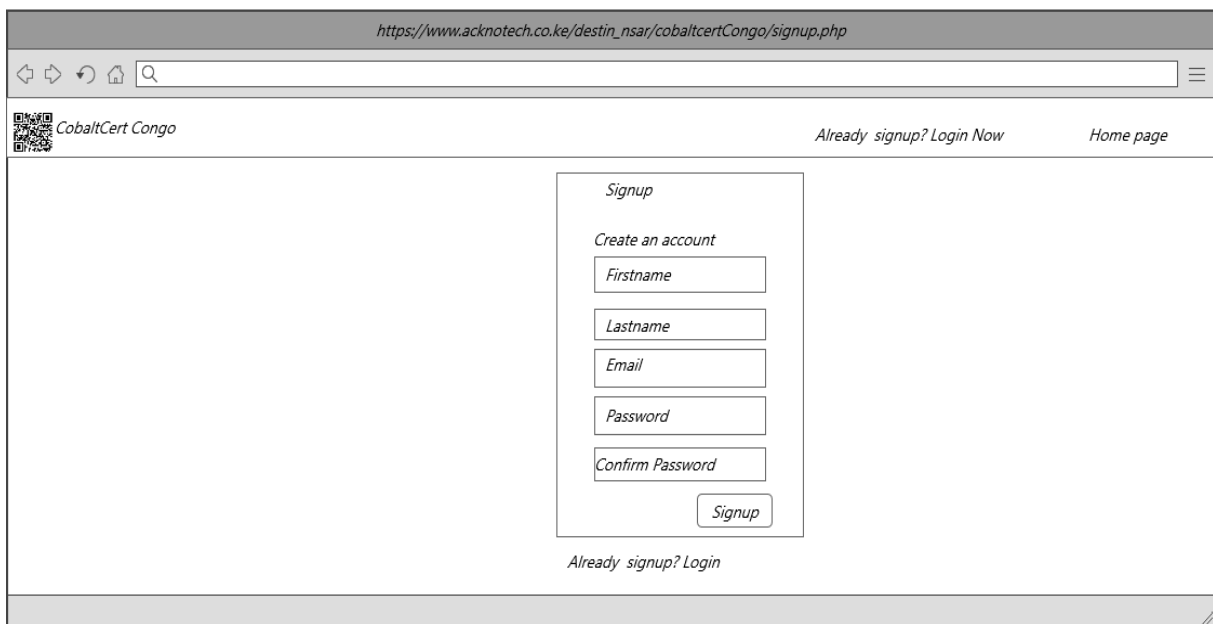 https://www.acknotech.co.ke/destin_nsar/cobaltcertCongo/signup.php
CobaltCert Congo
Already signup? Login Now
Home page
Signup
Create an account
Firstname
Lastname
Email
Password
Confirm Password
Signup
Already signup? Login